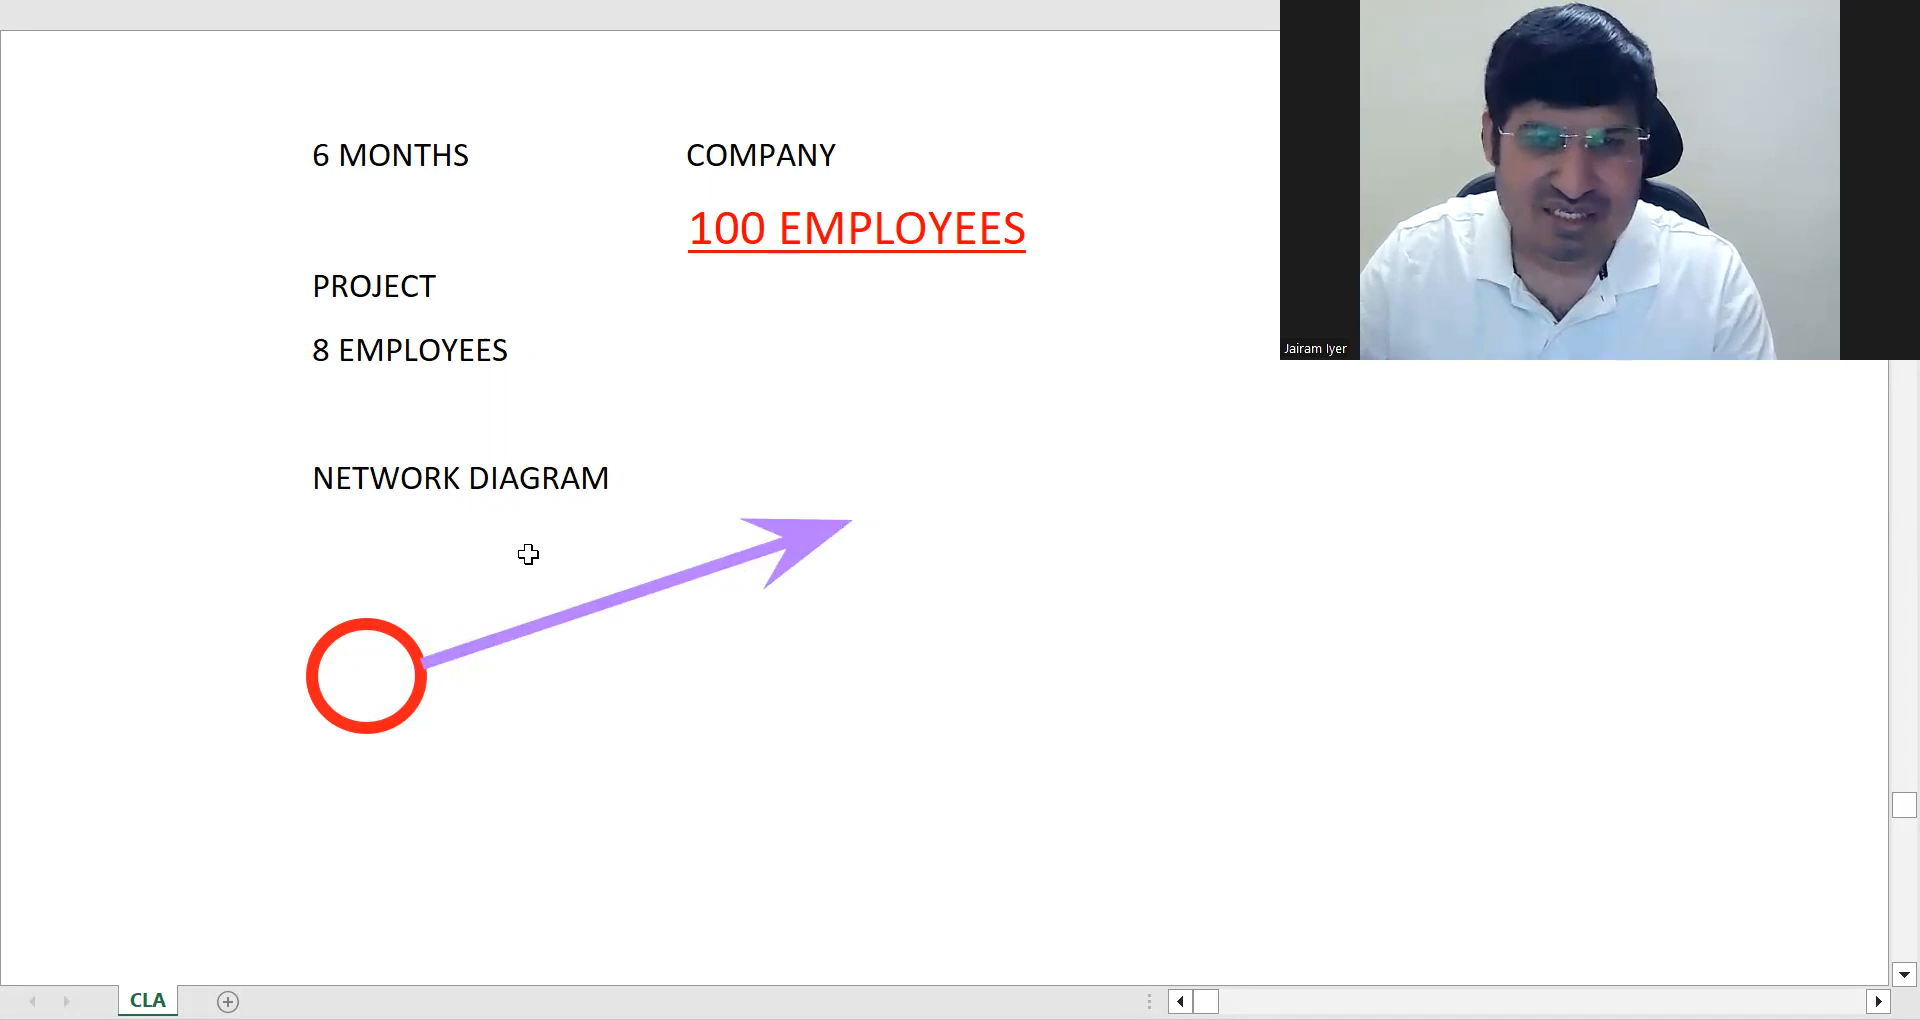 6 MONTHS
COMPANY
100 EMPLOYEES
PROJECT
8 EMPLOYEES
NETWORK DIAGRAM
Jairam Iyer
CLA